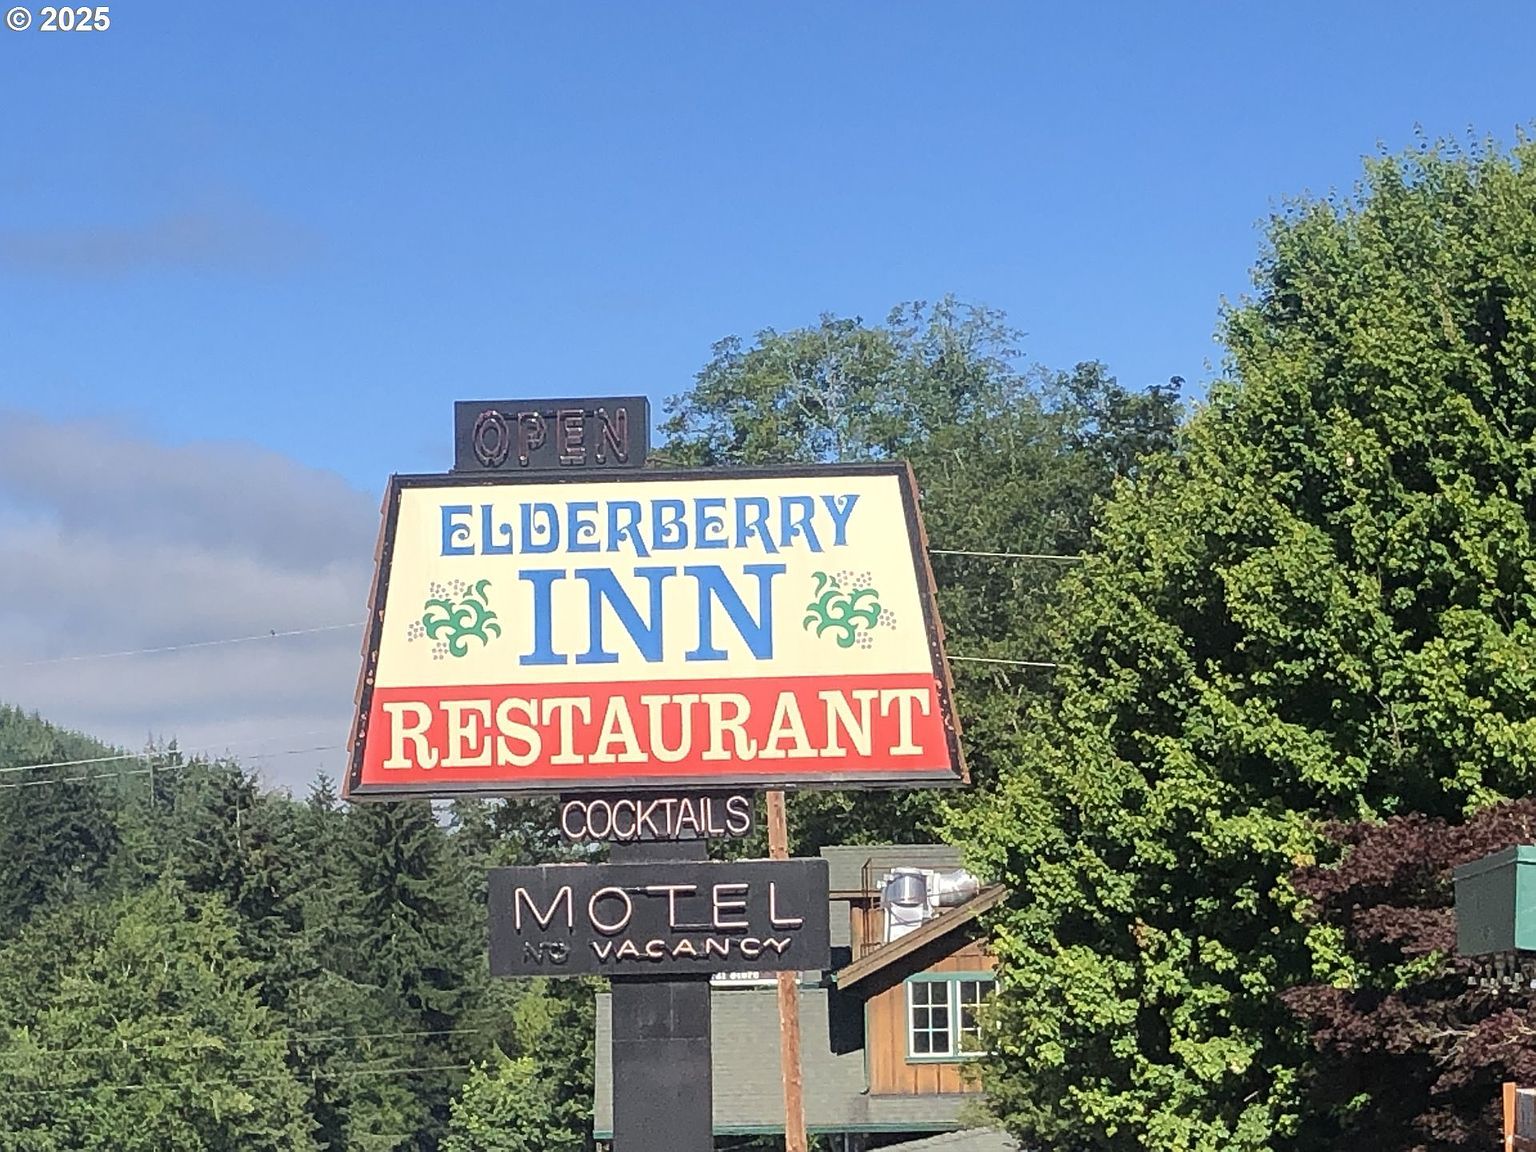 © 2025
OPEN
ELDERBERRY
INN
RESTAURANT
COCKTAILS
MOTEL
NO VACANCY